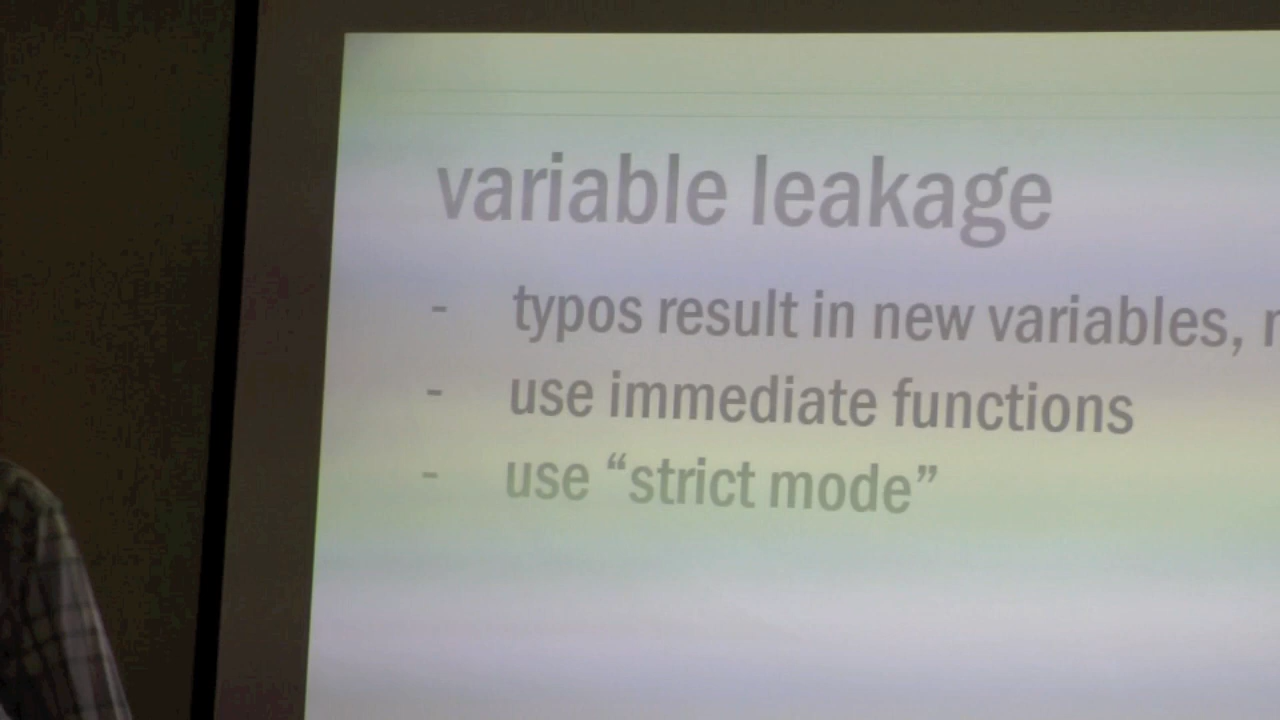 variable leakage
- typos result in new variables,
- use immediate functions
- use “strict mode”